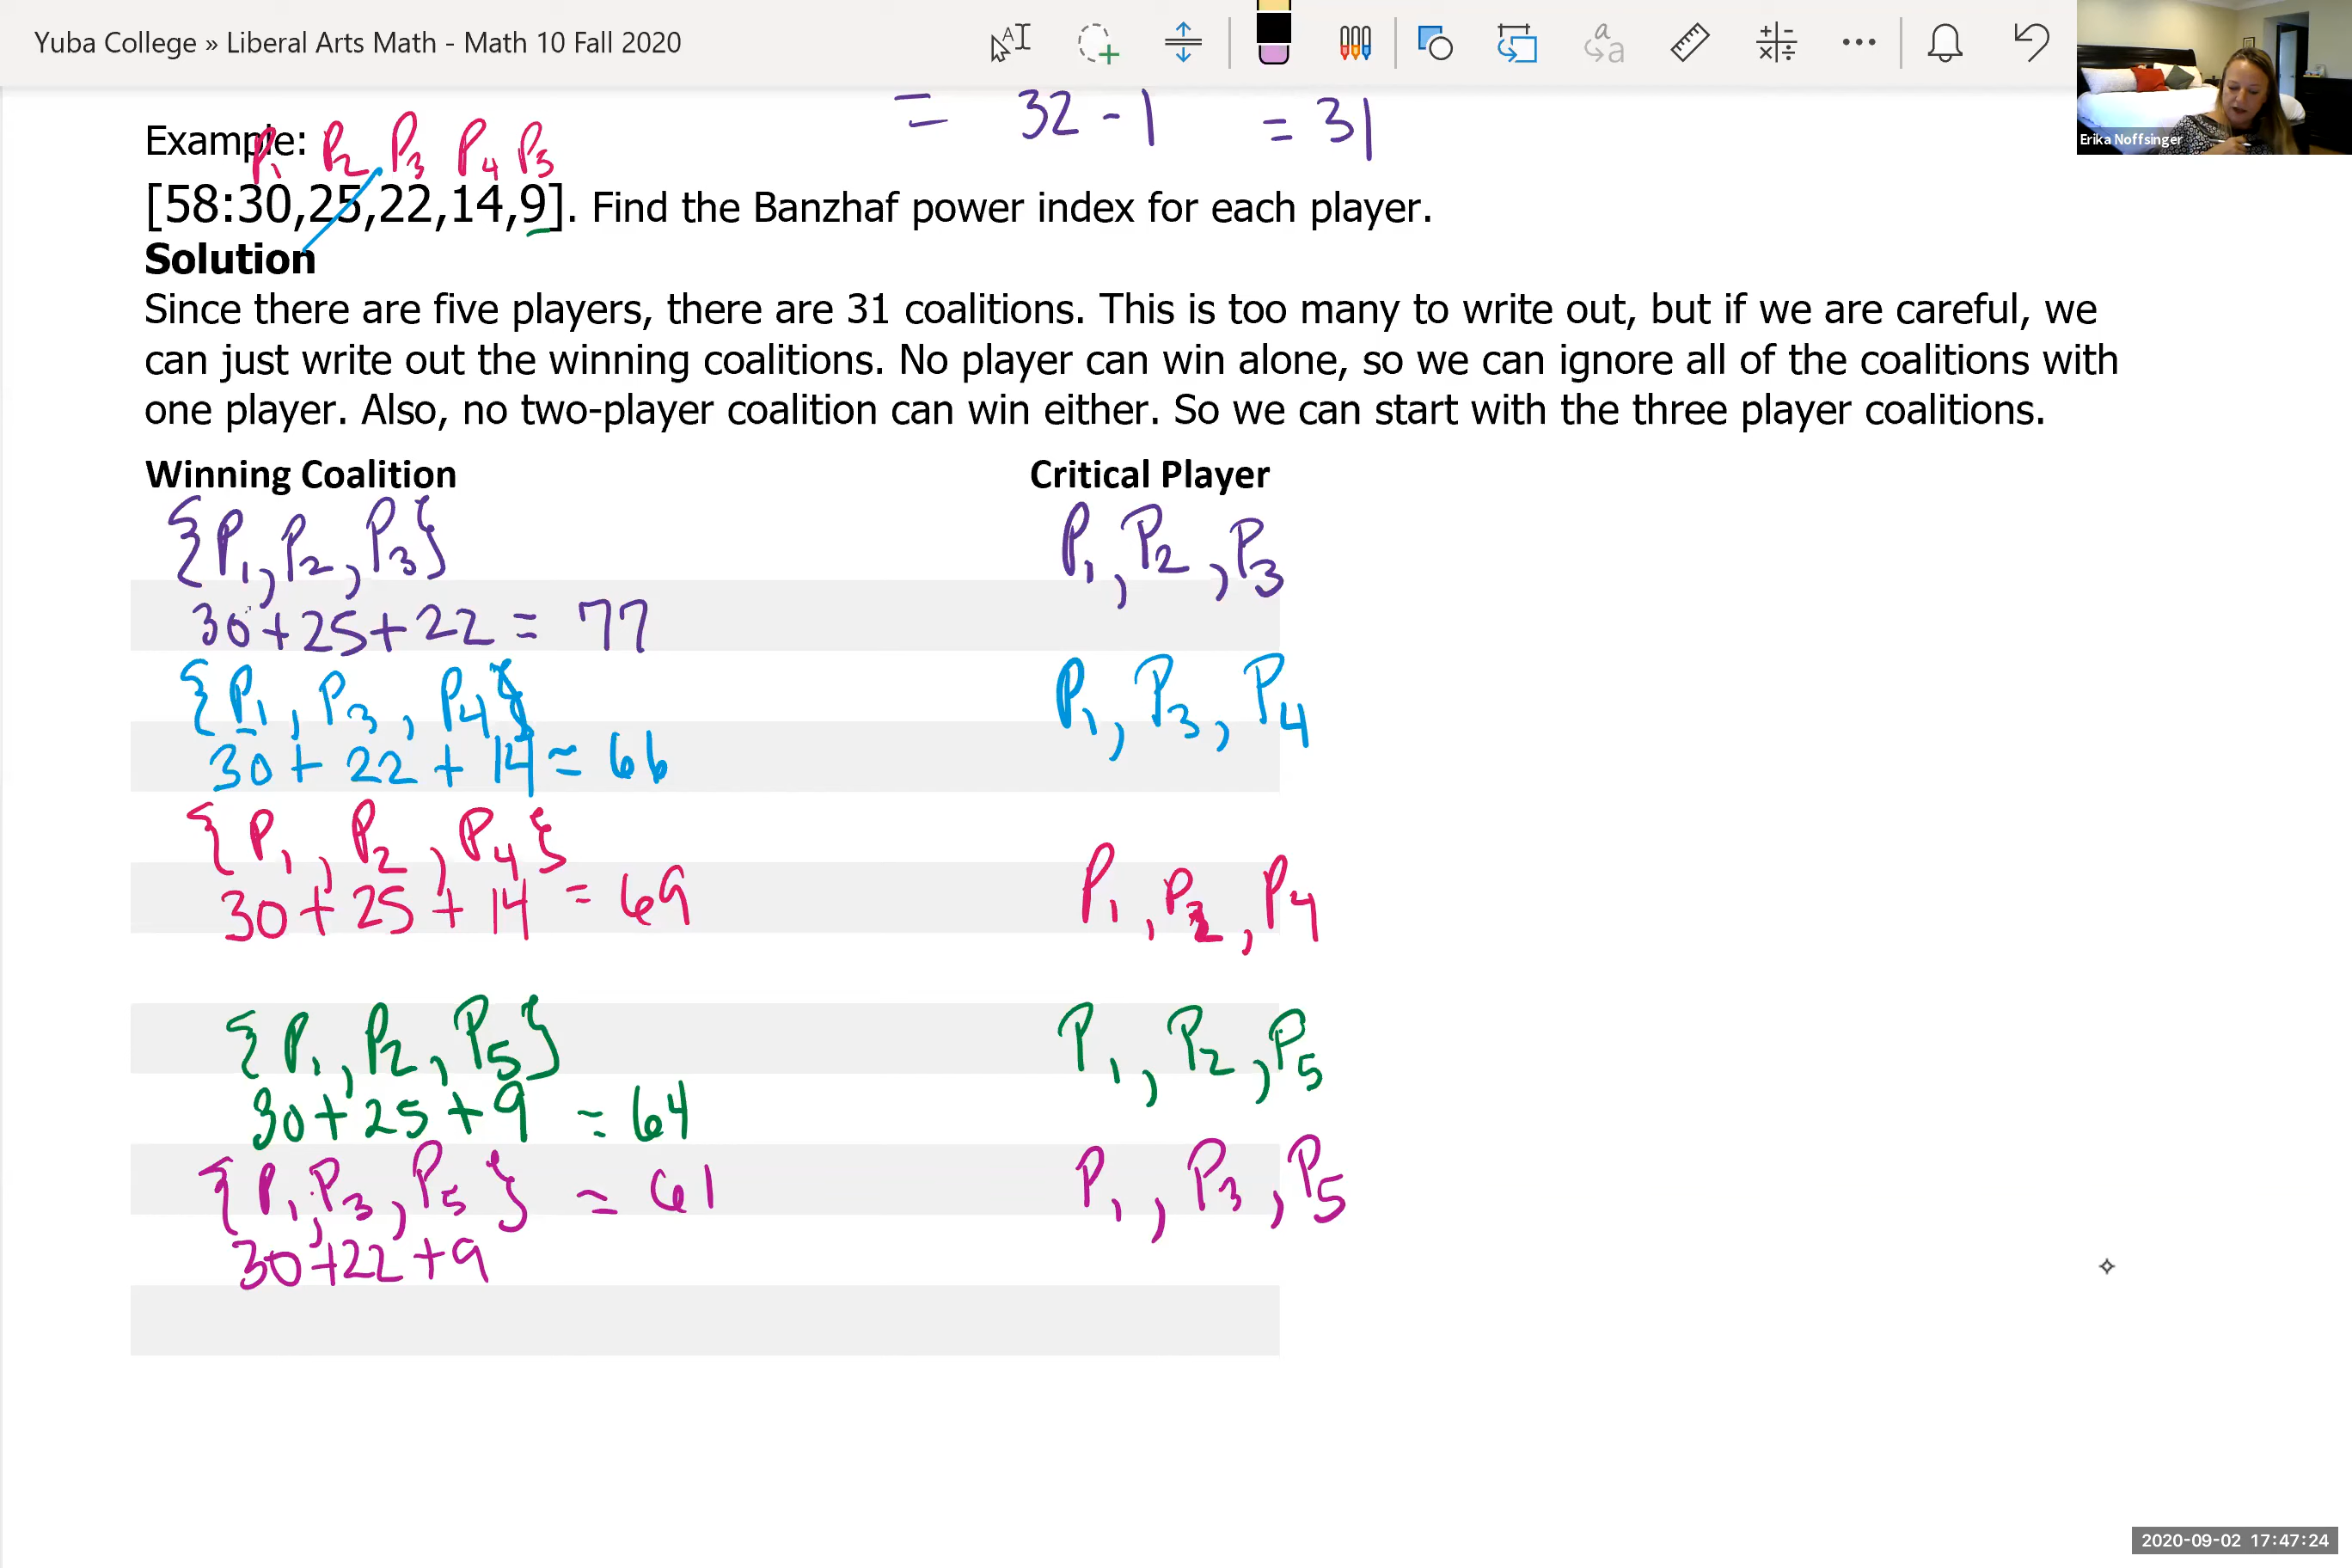 Yuba College » Liberal Arts Math - Math 10 Fall 2020
= 32 - 1 = 31
Erika Noffsinger
Example:
P1 P2 P3 P4 P5
[58:30,25,22,14,9]. Find the Banzhaf power index for each player.
Solution
Since there are five players, there are 31 coalitions. This is too many to write out, but if we are careful, we
can just write out the winning coalitions. No player can win alone, so we can ignore all of the coalitions with
one player. Also, no two-player coalition can win either. So we can start with the three player coalitions.
Winning Coalition Critical Player
{P1, P2, P3} P1, P2, P3
30+25+22 = 77
{P1, P3, P4} P1, P3, P4
30+ 22 + 14 = 66
{P1, P2, P4} P1, P2, P4
30+ 25 + 14 = 69
{P1, P2, P5} P1, P2, P5
30+ 25 +9 = 64
{P1, P3, P5} = 61 P1, P3, P5
30+22 +9
2020-09-02 17:47:24